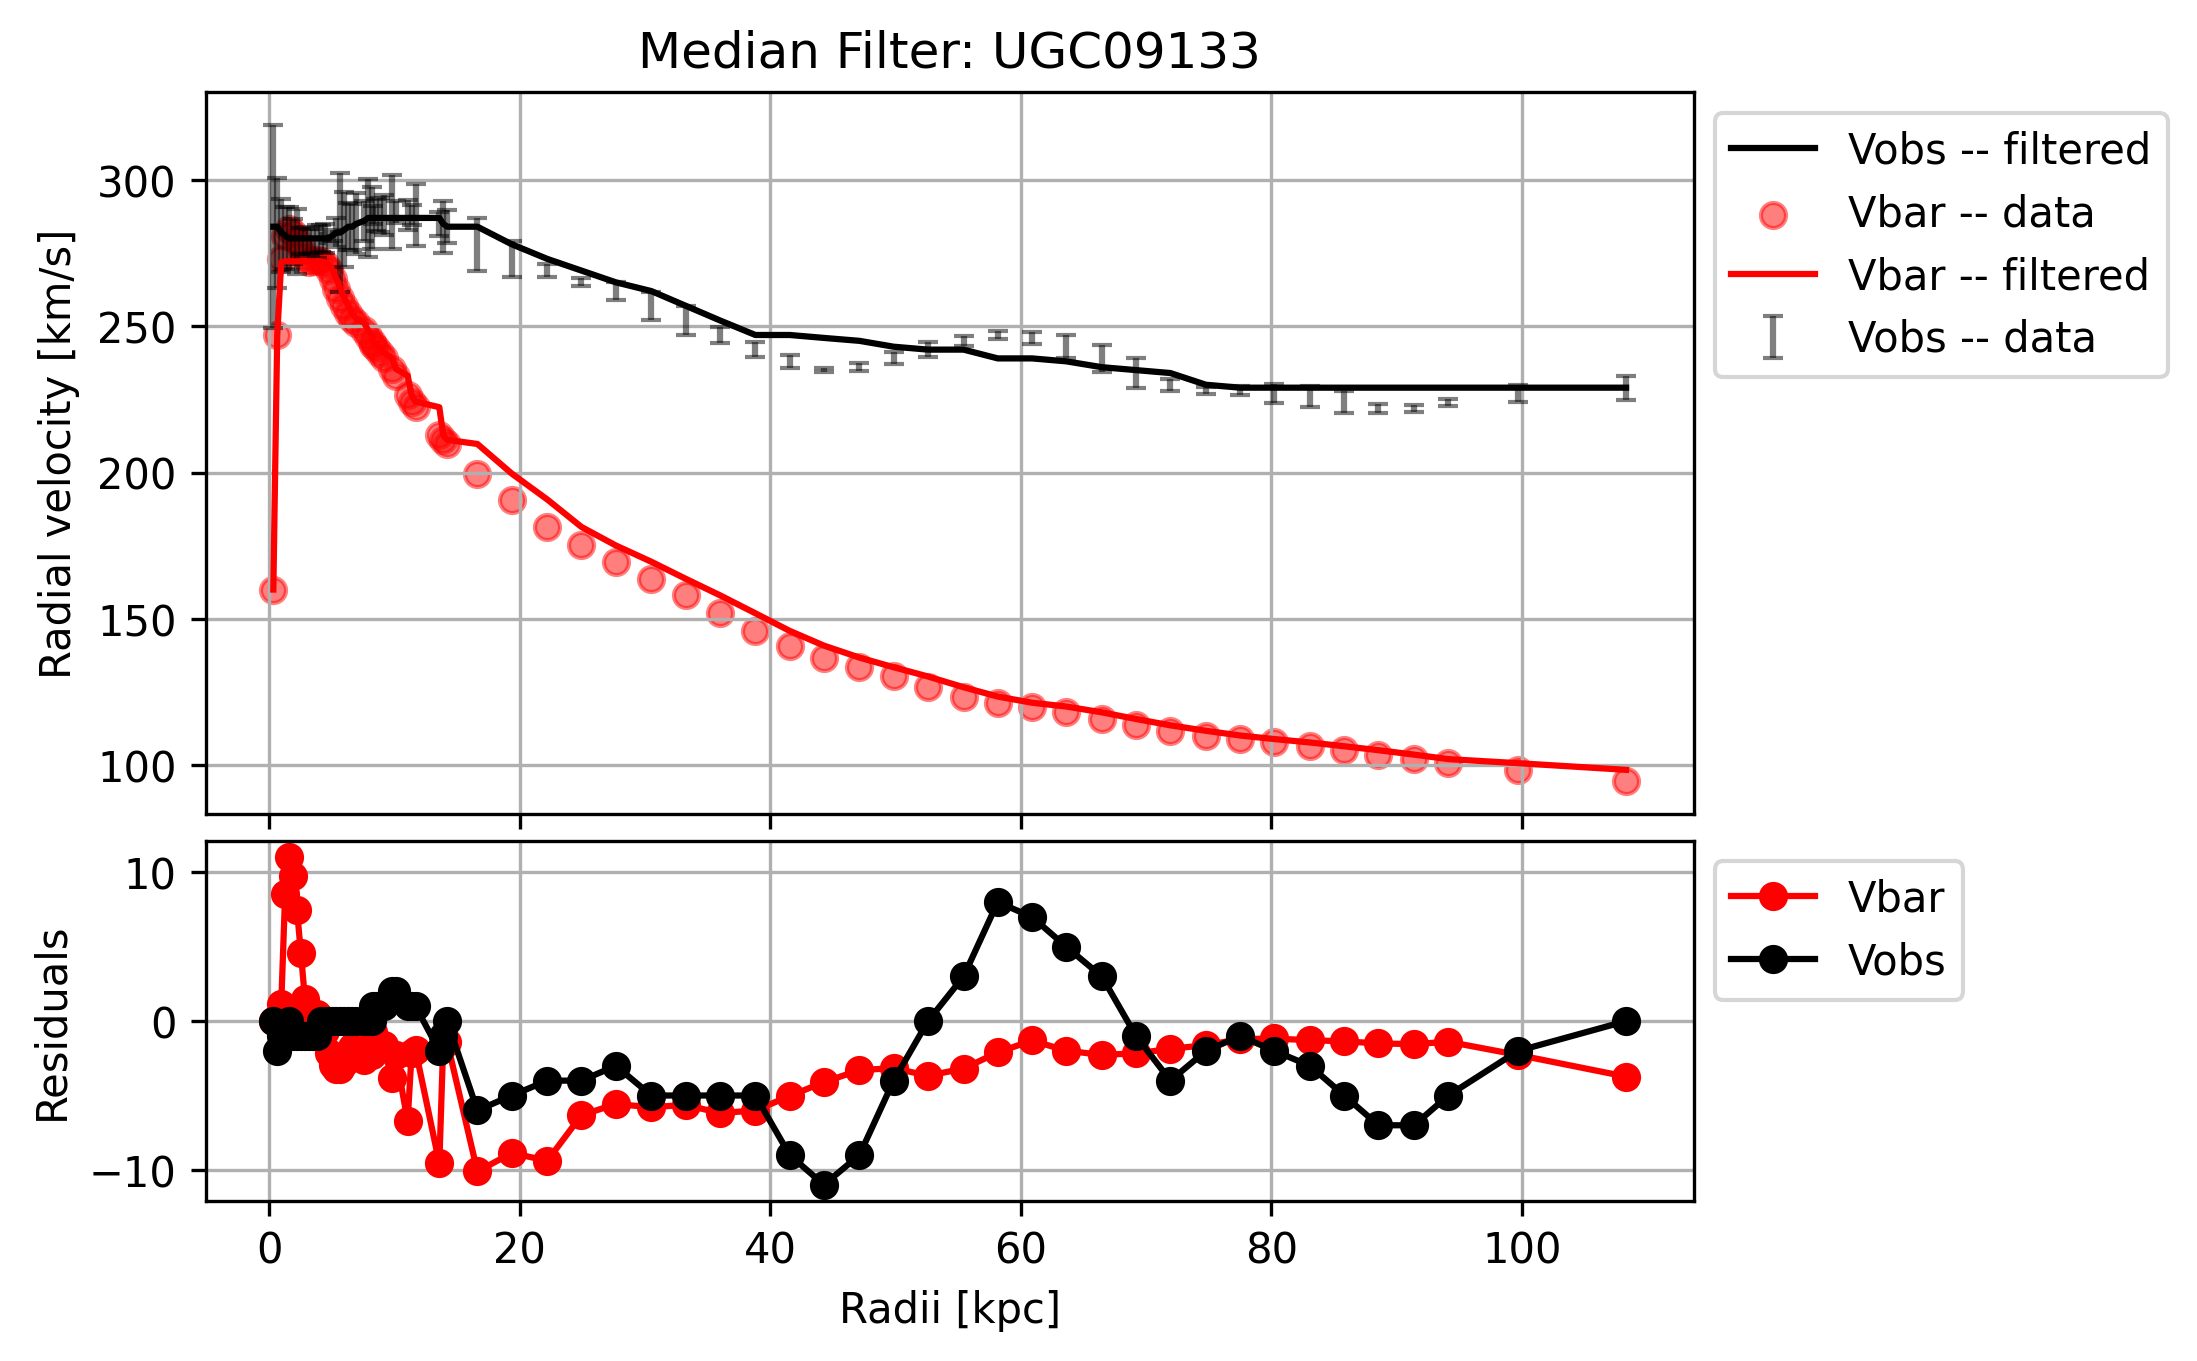 Median Filter: UGC09133
Radial velocity [km/s]
300
250
200
150
100
Vobs -- filtered
Vbar -- data
Vbar -- filtered
Vobs -- data
Residuals
10
0
−10
Vbar
Vobs
0 20 40 60 80 100
Radii [kpc]